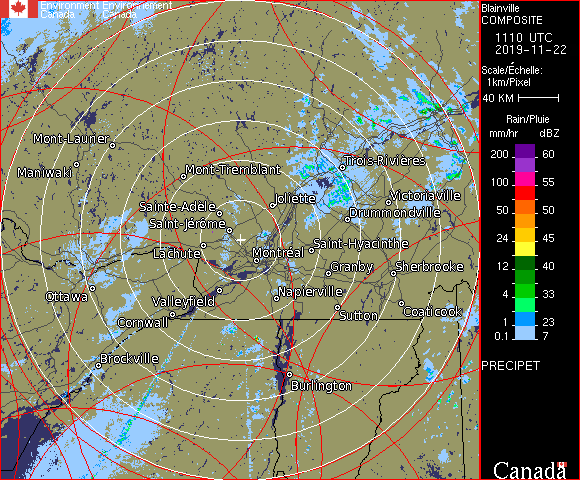 Environment Environnement
Canada Canada
Blainville
COMPOSITE
1110 UTC
2019-11-22
Scale/Échelle:
1km/Pixel
40 KM
Rain/Pluie
mm/hr dBZ
200 60
100 55
50 50
24 45
12 40
4 33
1 23
0.1 7
PRECIPET
Canada
Mont-Laurier
Maniwaki
Mont-Tremblant
Trois-Rivières
Sainte-Adèle
Joliette
Victoriaville
Drummondville
Saint-Jérôme
Lachute
Montréal
Saint-Hyacinthe
Granby
Sherbrooke
Ottawa
Valleyfield
Napierville
Cornwall
Sutton
Coaticook
Brockville
Burlington